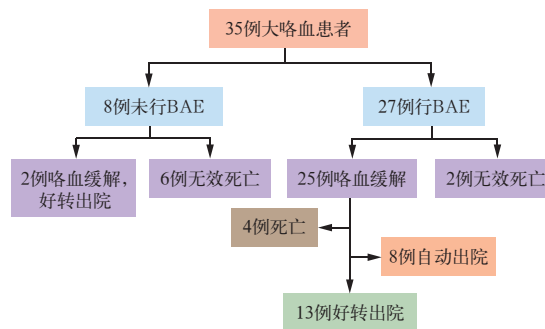 35例大咯血患者
8例未行BAE
27例行BAE
2例咯血缓解,
好转出院
6例无效死亡
25例咯血缓解
2例无效死亡
4例死亡
8例自动出院
13例好转出院